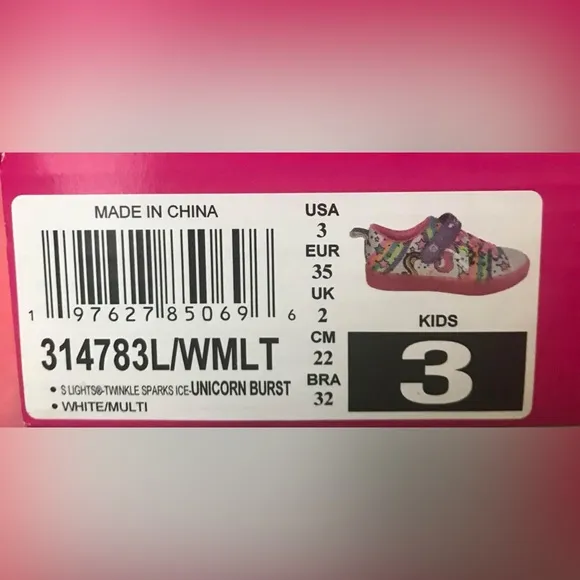 MADE IN CHINA
1 97627 85069 6
314783L/WMLT
• S LIGHTS®-TWINKLE SPARKS ICE-UNICORN BURST
• WHITE/MULTI
USA
3
EUR
35
UK
2
CM
22
BRA
32
KIDS
3